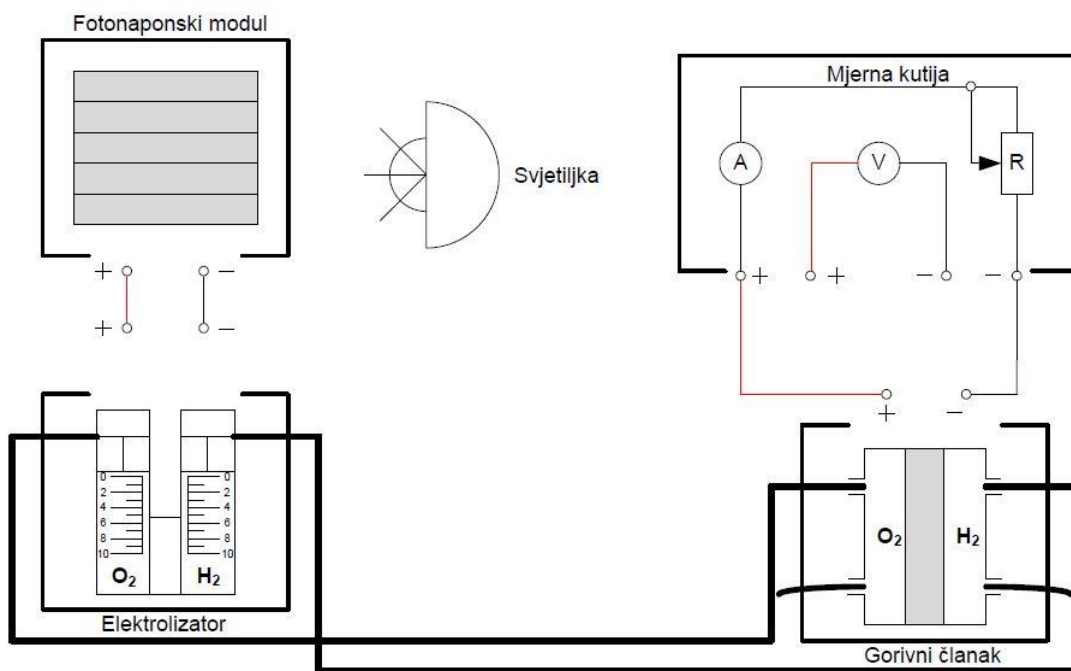 Fotonaponski modul
Svjetiljka
Mjerna kutija
A
V
R
+
−
+
+
−
−
+
−
+
−
0
2
4
6
8
10
0
2
4
6
8
10
O₂
H₂
Elektrolizator
O₂
H₂
Gorivni članak